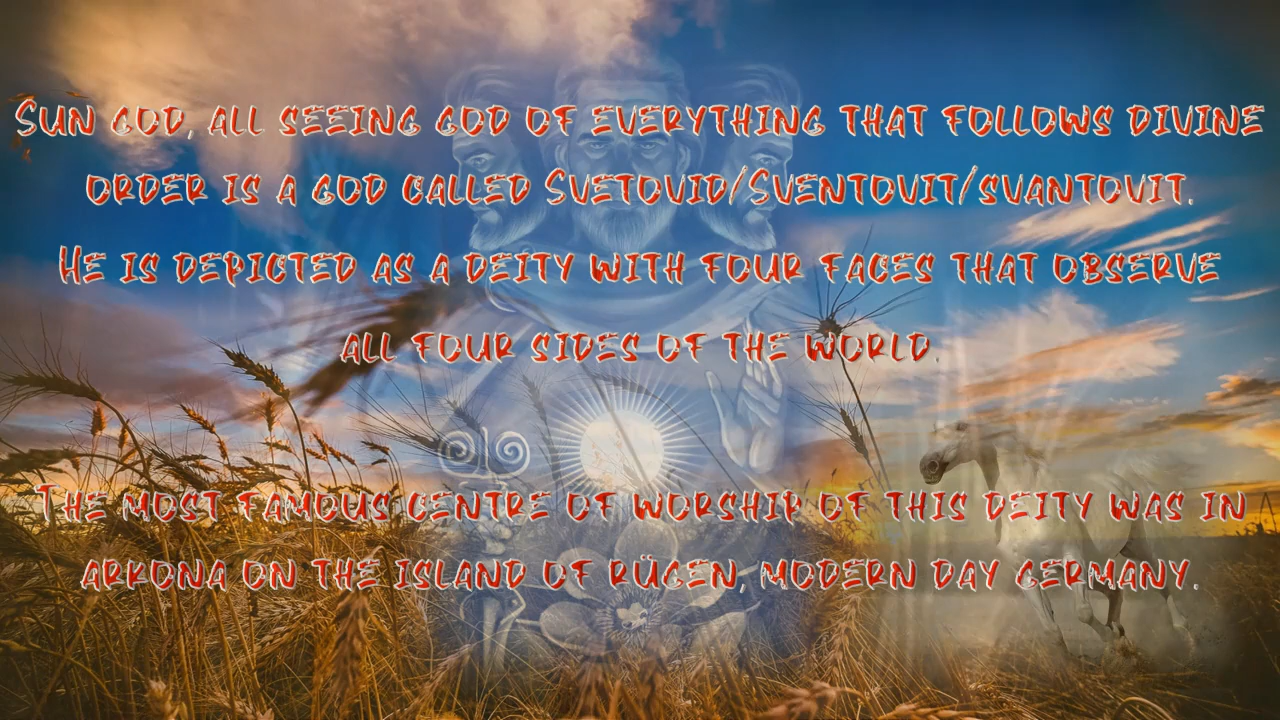 Sun god, all seeing god of everything that follows divine
order is a god called Svetovid/Sventovit/svantovit.
He is depicted as a deity with four faces that observe
all four sides of the world.
The most famous centre of worship of this deity was in
arkona on the island of rügen, modern day germany.